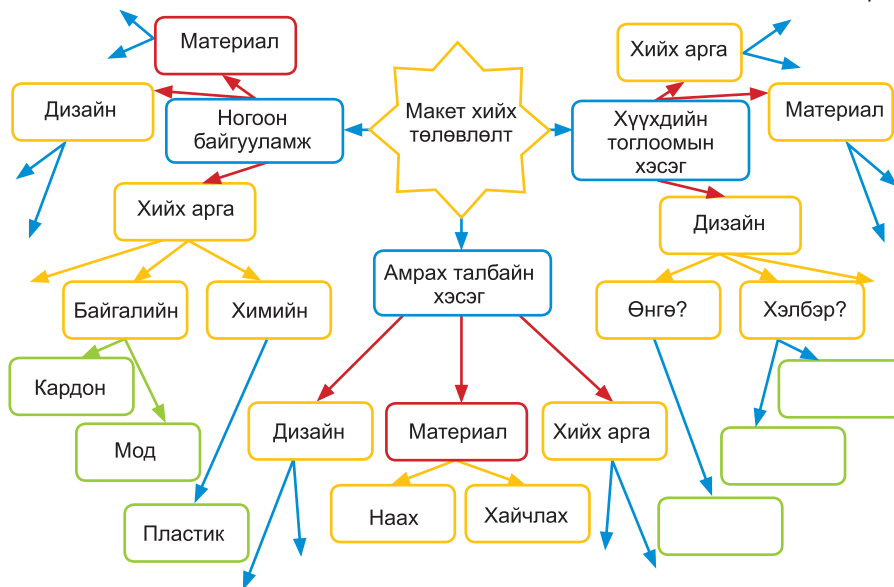 Материал
Хийх арга
Дизайн
Ногоон
байгууламж
Макет хийх
төлөвлөлт
Хүүхдийн
тоглоомын
хэсэг
Материал
Хийх арга
Дизайн
Амрах талбайн
хэсэг
Байгалийн
Химийн
Өнгө?
Хэлбэр?
Кардон
Мод
Дизайн
Материал
Хийх арга
Пластик
Наах
Хайчлах